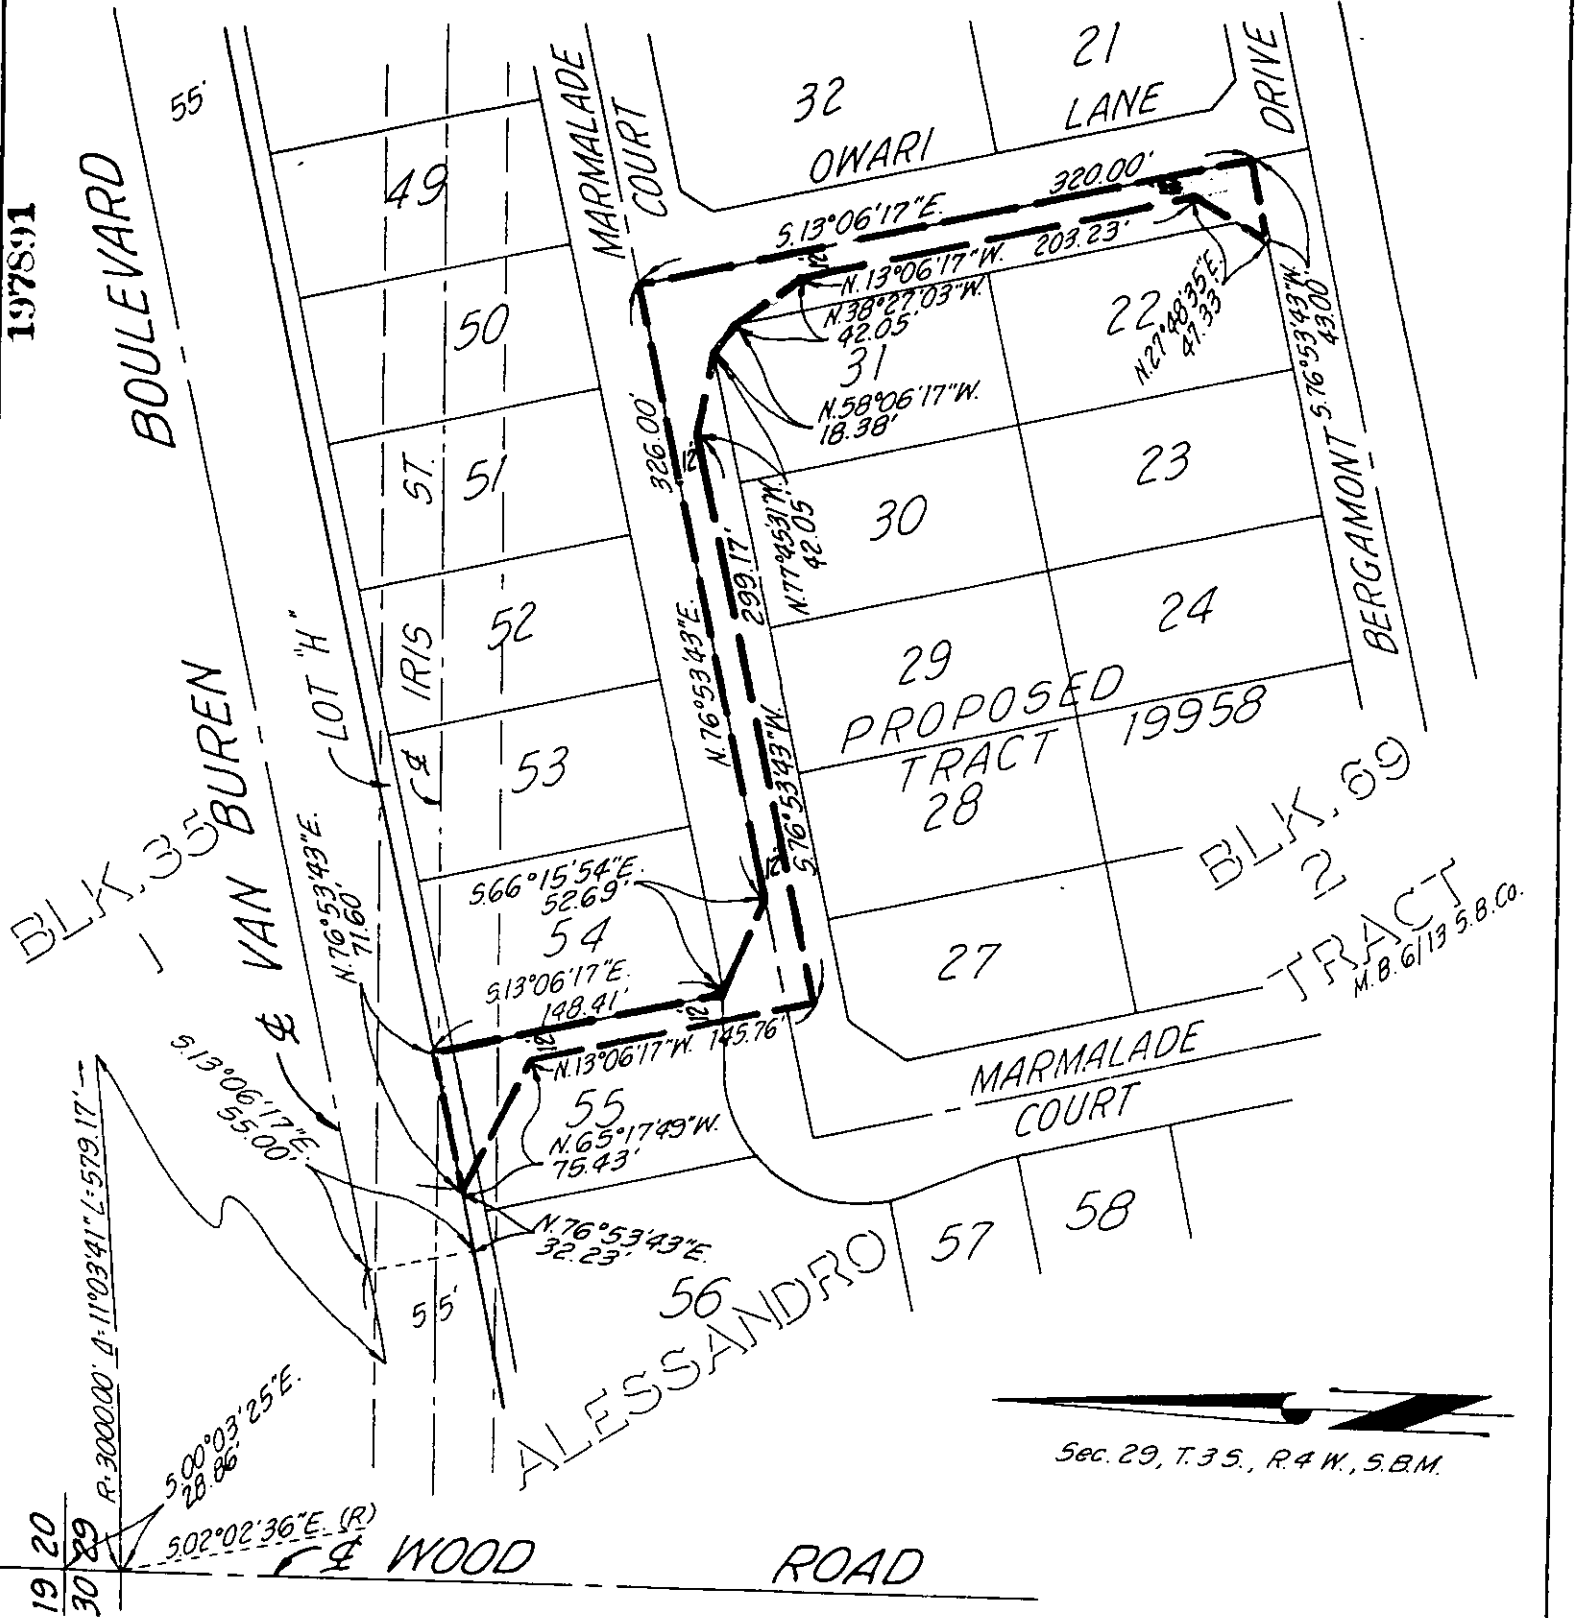 197891
55'
BOULEVARD
℄ VAN BUREN
LOT "H"
℄ IRIS ST.
MARMALADE
COURT
OWARI
LANE
DRIVE
BERGAMONT
32
21
49
50
51
52
53
54
55
56
57
58
31
30
29
28
27
22
23
24
S.13°06'17"E.
320.00'
12'
N.13°06'17"W.
203.23'
N.38°27'03"W.
42.05'
N.58°06'17"W.
18.38'
N.27°48'35"E.
47.33'
S.76°53'43"W.
43.00'
326.00'
N.76°53'43"E.
12'
299.17'
S.76°53'43"W.
12'
N.77°45'31"W.
42.05'
PROPOSED
TRACT 19958
BLK. 35
1
BLK. 69
2
TRACT
M.B. 6/13 S.B.Co.
ALESSANDRO
N.76°53'43"E.
71.60'
S.66°15'54"E.
52.69'
S.13°06'17"E.
148.41'
12'
12'
N.13°06'17"W. 145.76'
N.65°17'49"W.
75.43'
N.76°53'43"E.
32.23'
S.13°06'17"E.
55.00'
55'
MARMALADE
COURT
R=3000.00' Δ=11°03'41" L=579.17'
S.00°03'25"E.
28.86'
S.02°02'36"E. (R)
19 20
30 29
℄ WOOD ROAD
Sec. 29, T.3 S., R.4 W., S.B.M.